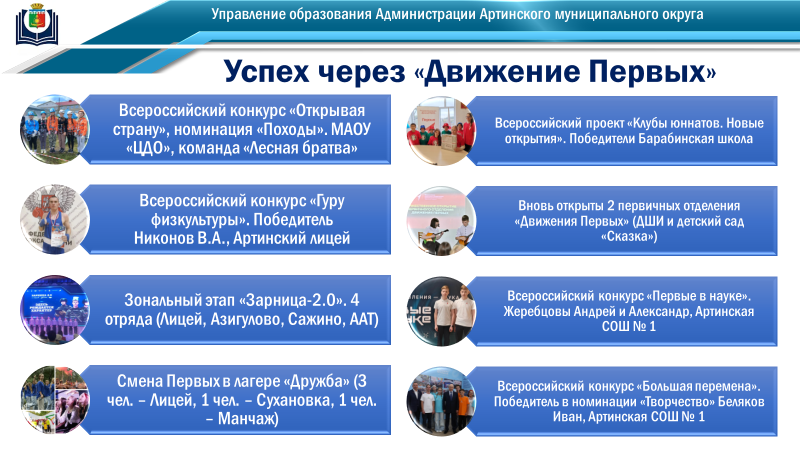 Управление образования Администрации Артинского муниципального округа
Успех через «Движение Первых»
Всероссийский конкурс «Открывая
страну», номинация «Походы». МАОУ
«ЦДО», команда «Лесная братва»
Всероссийский конкурс «Гуру
физкультуры». Победитель
Никонов В.А., Артинский лицей
Зональный этап «Зарница-2.0». 4
отряда (Лицей, Азигулово, Сажино, ААТ)
Смена Первых в лагере «Дружба» (3
чел. – Лицей, 1 чел. – Сухановка, 1 чел.
– Манчаж)
Всероссийский проект «Клубы юннатов. Новые
открытия». Победители Барабинская школа
Вновь открыты 2 первичных отделения
«Движения Первых» (ДШИ и детский сад
«Сказка»)
Всероссийский конкурс «Первые в науке».
Жеребцовы Андрей и Александр, Артинская
СОШ № 1
Всероссийский конкурс «Большая перемена».
Победитель в номинации «Творчество» Беляков
Иван, Артинская СОШ № 1